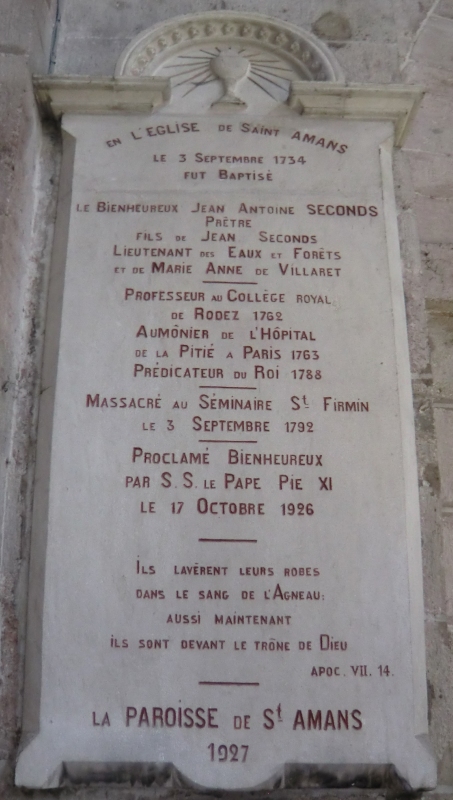 EN L'EGLISE DE SAINT AMANS
LE 3 SEPTEMBRE 1734
FUT BAPTISÉ
LE BIENHEUREUX JEAN ANTOINE SECONDS
PRÊTRE
FILS DE JEAN SECONDS
LIEUTENANT DES EAUX ET FORÊTS
ET DE MARIE ANNE DE VILLARET
PROFESSEUR AU COLLÈGE ROYAL
DE RODEZ 1762
AUMÔNIER DE L'HÔPITAL
DE LA PITIÉ A PARIS 1763
PRÉDICATEUR DU ROI 1788
MASSACRÉ AU SÉMINAIRE St FIRMIN
LE 3 SEPTEMBRE 1792
PROCLAMÉ BIENHEUREUX
PAR S.S. LE PAPE PIE XI
LE 17 OCTOBRE 1926
ILS LAVÈRENT LEURS ROBES
DANS LE SANG DE L'AGNEAU:
AUSSI MAINTENANT
ILS SONT DEVANT LE TRÔNE DE DIEU
APOC. VII. 14.
LA PAROISSE DE St AMANS
1927